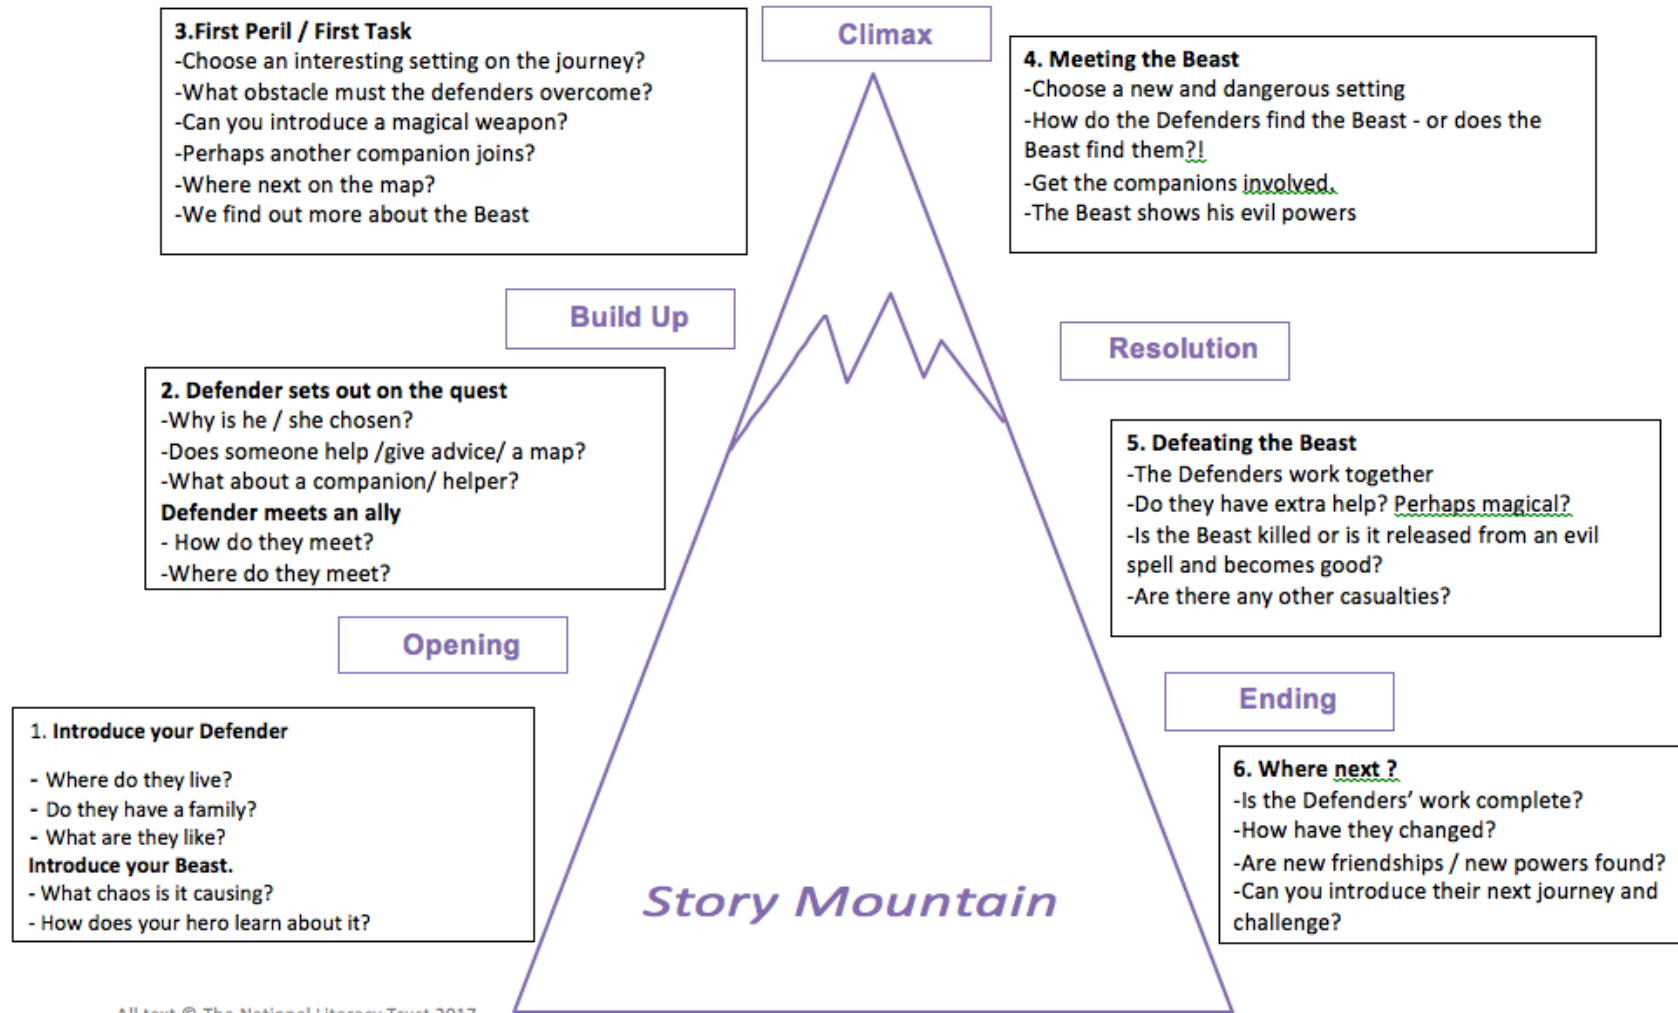 Climax
3.First Peril / First Task
-Choose an interesting setting on the journey?
-What obstacle must the defenders overcome?
-Can you introduce a magical weapon?
-Perhaps another companion joins?
-Where next on the map?
-We find out more about the Beast
4. Meeting the Beast
-Choose a new and dangerous setting
-How do the Defenders find the Beast - or does the
Beast find them?!
-Get the companions involved.
-The Beast shows his evil powers
Build Up
Resolution
2. Defender sets out on the quest
-Why is he / she chosen?
-Does someone help /give advice/ a map?
-What about a companion/ helper?
Defender meets an ally
- How do they meet?
-Where do they meet?
5. Defeating the Beast
-The Defenders work together
-Do they have extra help? Perhaps magical?
-Is the Beast killed or is it released from an evil
spell and becomes good?
-Are there any other casualties?
Opening
Ending
1. Introduce your Defender
- Where do they live?
- Do they have a family?
- What are they like?
Introduce your Beast.
- What chaos is it causing?
- How does your hero learn about it?
6. Where next ?
-Is the Defenders' work complete?
-How have they changed?
-Are new friendships / new powers found?
-Can you introduce their next journey and
challenge?
Story Mountain
All text © The National Literacy Trust 2017